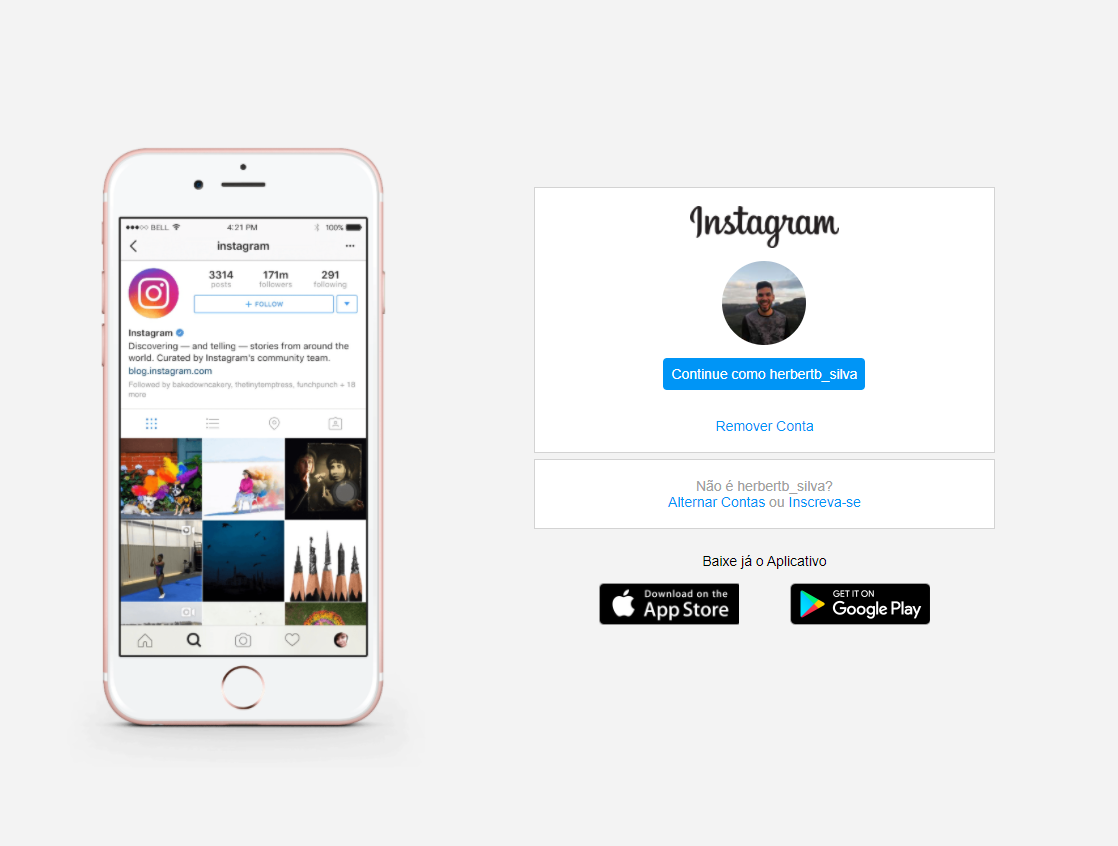 BELL
4:21 PM
100%
instagram
3314
171m
291
posts
followers
following
+ FOLLOW
Instagram
Discovering — and telling — stories from around the
world. Curated by Instagram's community team.
blog.instagram.com
Followed by bakedowncakery, thetinytemptress, funchpunch + 18
more
Instagram
Continue como herbertb_silva
Remover Conta
Não é herbertb_silva?
Alternar Contas ou Inscreva-se
Baixe já o Aplicativo
Download on the
App Store
GET IT ON
Google Play